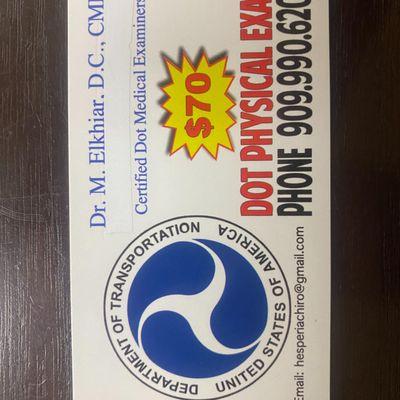 Dr. M. Elkhiar. D.C., CM
Certified Dot Medical Examiners
$70
DOT PHYSICAL EXA
PHONE 909.990.620
Email: hesperiachiro@gmail.com
DEPARTMENT OF TRANSPORTATION
UNITED STATES OF AMERICA